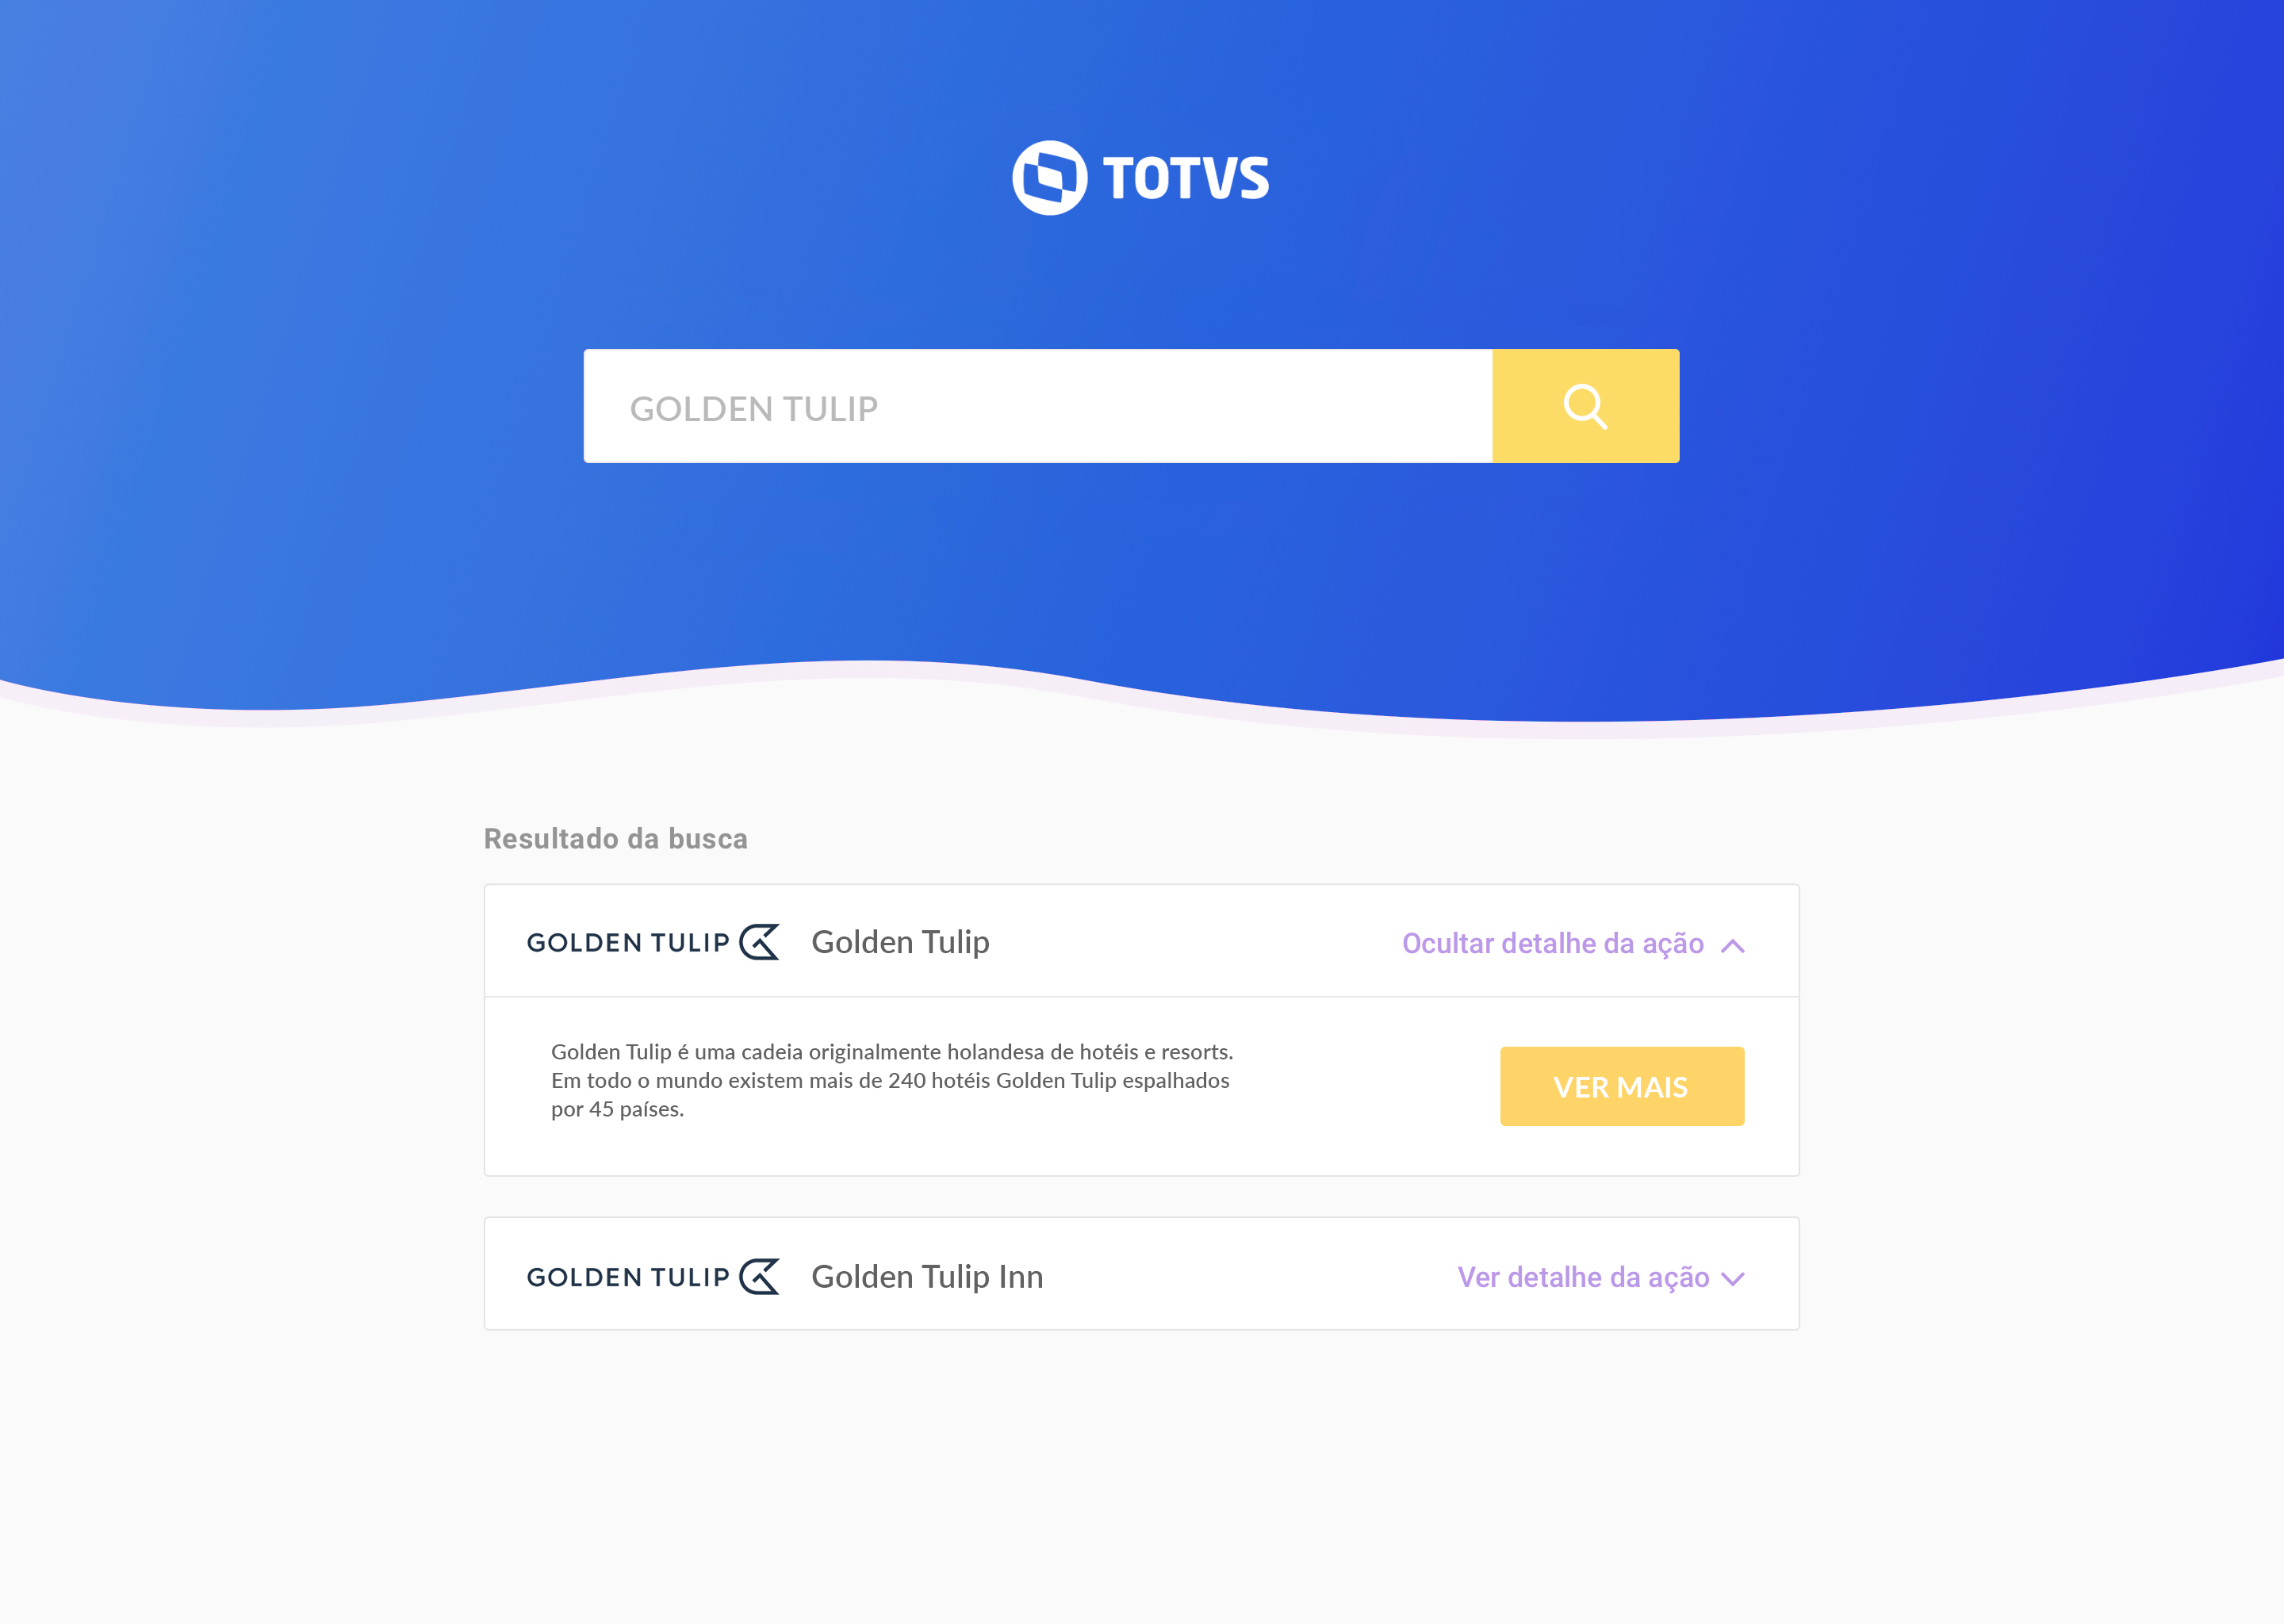 TOTVS
GOLDEN TULIP
Resultado da busca
GOLDEN TULIP Golden Tulip Ocultar detalhe da ação
Golden Tulip é uma cadeia originalmente holandesa de hotéis e resorts.
Em todo o mundo existem mais de 240 hotéis Golden Tulip espalhados
por 45 países.
VER MAIS
GOLDEN TULIP Golden Tulip Inn Ver detalhe da ação